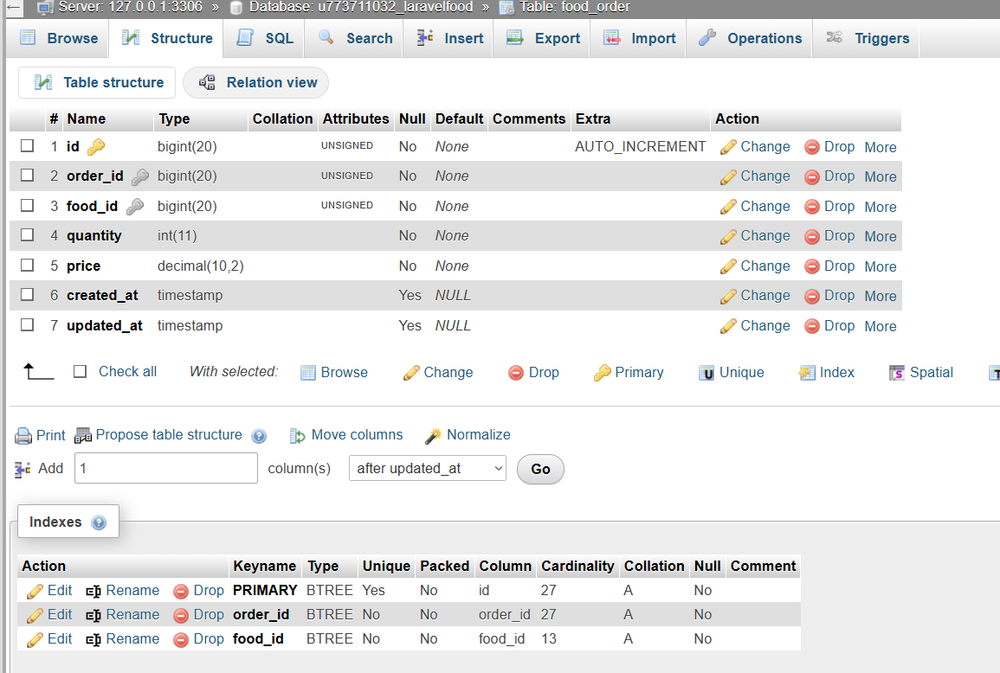 Server: 127.0.0.1:3306 » Database: u773711032_laravelfood » Table: food_order
Browse Structure SQL Search Insert Export Import Operations Triggers
Table structure Relation view
# Name Type Collation Attributes Null Default Comments Extra Action
1 id bigint(20) UNSIGNED No None AUTO_INCREMENT Change Drop More
2 order_id bigint(20) UNSIGNED No None Change Drop More
3 food_id bigint(20) UNSIGNED No None Change Drop More
4 quantity int(11) No None Change Drop More
5 price decimal(10,2) No None Change Drop More
6 created_at timestamp Yes NULL Change Drop More
7 updated_at timestamp Yes NULL Change Drop More
Check all With selected: Browse Change Drop Primary Unique Index Spatial
Print Propose table structure Move columns Normalize
Add 1 column(s) after updated_at Go
Indexes
Action Keyname Type Unique Packed Column Cardinality Collation Null Comment
Edit Rename Drop PRIMARY BTREE Yes No id 27 A No
Edit Rename Drop order_id BTREE No No order_id 27 A No
Edit Rename Drop food_id BTREE No No food_id 13 A No